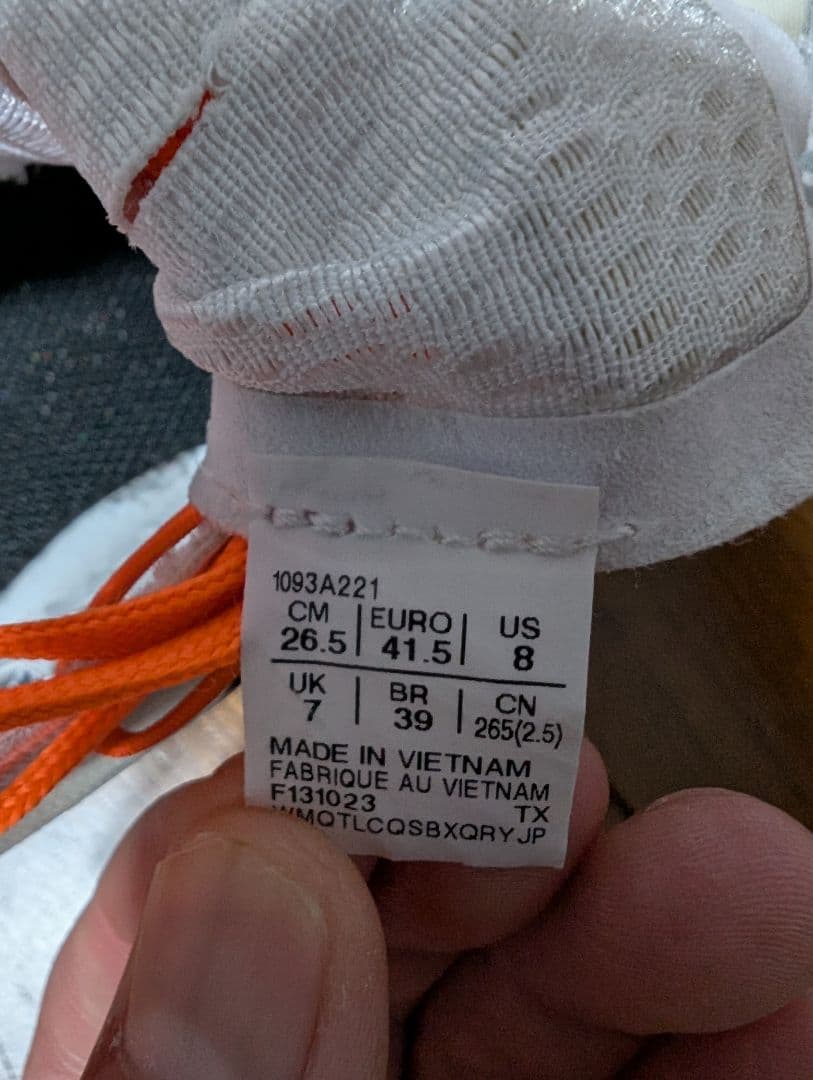 1093A221
CM EURO US
26.5 41.5 8
UK BR CN
7 39 265(2.5)
MADE IN VIETNAM
FABRIQUE AU VIETNAM
F131023 TX
WMQTLCQSBXQRYJP